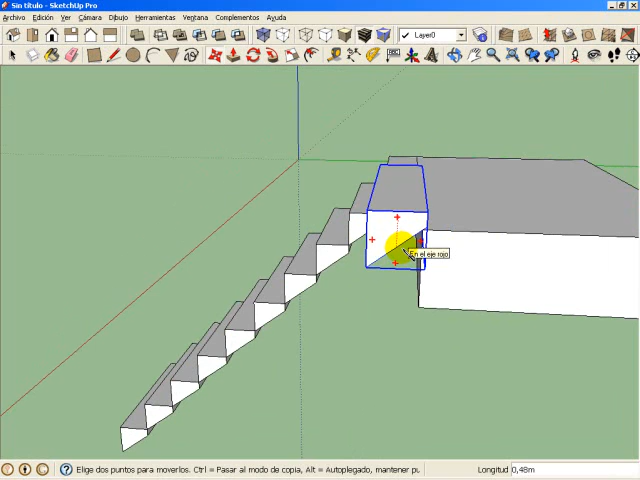 Sin título - SketchUp Pro
Archivo Edición Ver Cámara Dibujo Herramientas Ventana Complementos Ayuda
Layer0
ABC
En el eje rojo
Elige dos puntos para moverlos. Ctrl = Pasar al modo de copia, Alt = Autoplegado, mantener pu
Longitud 0,48m